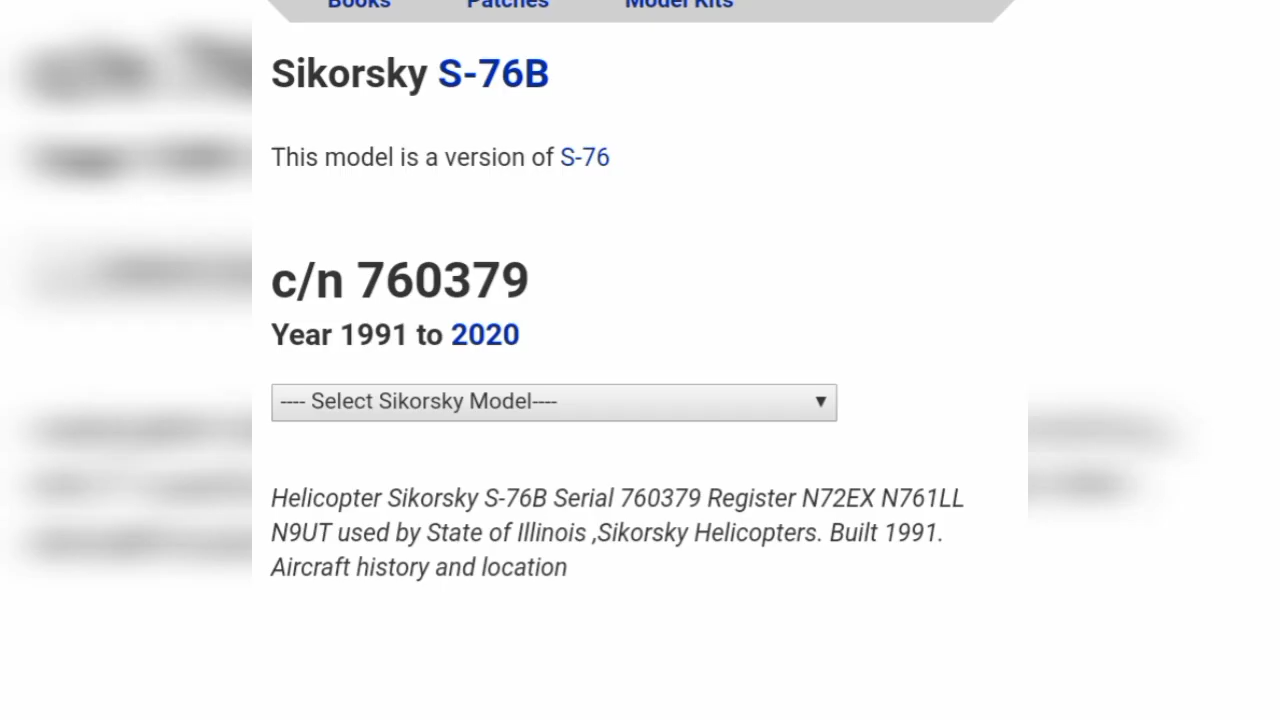 Books Patches Model Kits
Sikorsky S-76B
This model is a version of S-76
c/n 760379
Year 1991 to 2020
---- Select Sikorsky Model----
Helicopter Sikorsky S-76B Serial 760379 Register N72EX N761LL
N9UT used by State of Illinois ,Sikorsky Helicopters. Built 1991.
Aircraft history and location